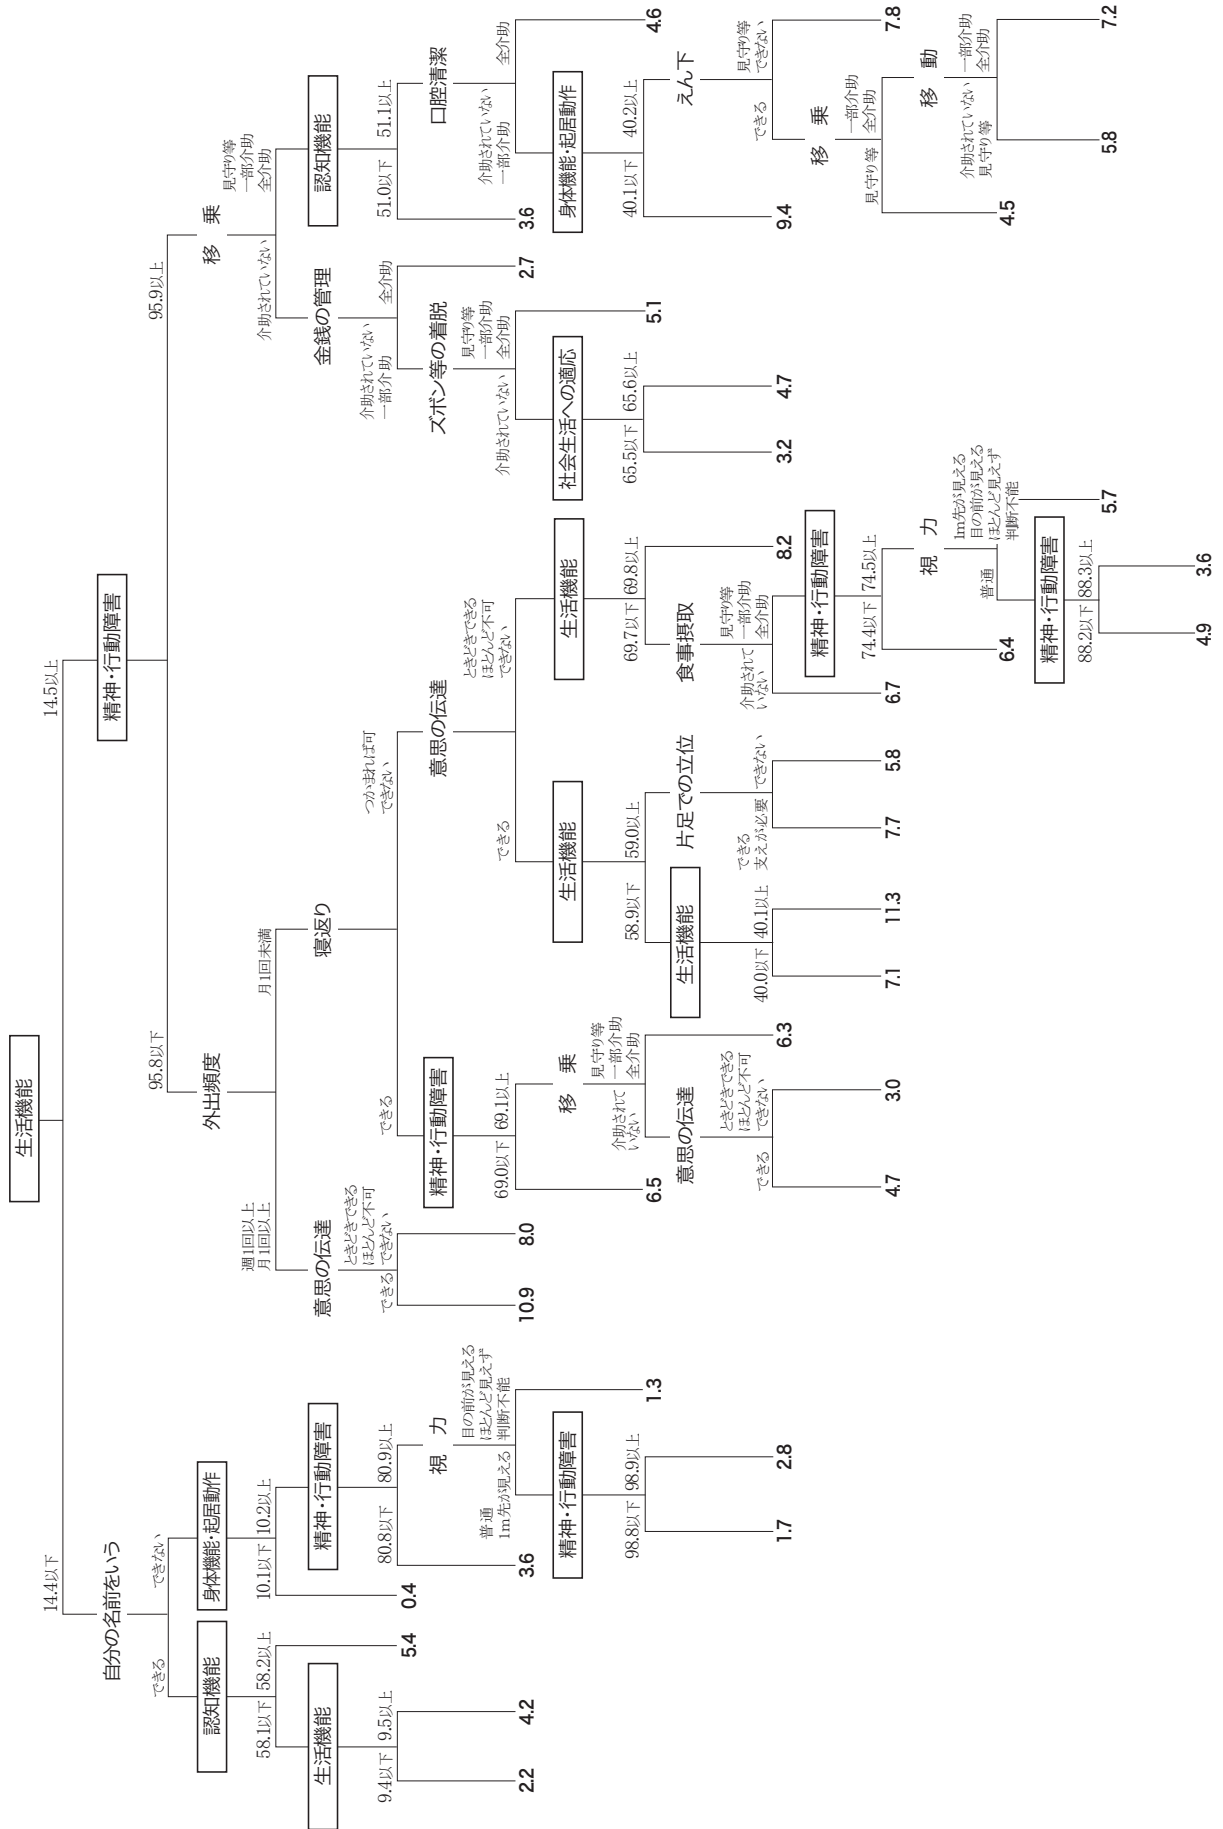 生活機能
14.4以下
14.5以上
自分の名前をいう
精神・行動障害
できる
できない
95.8以下
95.9以上
認知機能
身体機能・起居動作
外出頻度
移乗
58.1以下
58.2以上
10.1以下
10.2以上
週1回以上
月1回以上
月1回未満
介助されていない
見守り等
一部介助
全介助
生活機能
5.4
0.4
精神・行動障害
意思の伝達
寝返り
金銭の管理
認知機能
9.4以下
9.5以上
80.8以下
80.9以上
できる
ときどきできる
ほとんど不可
できない
できる
つかまれば可
できない
介助されていない
一部介助
全介助
51.0以下
51.1以上
2.2
4.2
3.6
視力
10.9
8.0
精神・行動障害
意思の伝達
ズボン等の着脱
2.7
3.6
口腔清潔
普通
1m先が見える
目の前が見える
ほとんど見えず
判断不能
69.0以下
69.1以上
できる
ときどきできる
ほとんど不可
できない
介助されていない
見守り等
一部介助
全介助
介助されていない
一部介助
全介助
精神・行動障害
1.3
6.5
移乗
生活機能
生活機能
社会生活への適応
5.1
身体機能・起居動作
4.6
98.8以下
98.9以上
介助されて
いない
見守り等
一部介助
全介助
58.9以下
59.0以上
69.7以下
69.8以上
65.5以下
65.6以上
40.1以下
40.2以上
1.7
2.8
意思の伝達
6.3
生活機能
片足での立位
食事摂取
8.2
3.2
4.7
9.4
えん下
できる
ときどきできる
ほとんど不可
できない
40.0以下
40.1以上
できる
支えが必要
できない
介助されて
いない
見守り等
一部介助
全介助
できる
見守り等
できない
4.7
3.0
7.1
11.3
7.7
5.8
6.7
精神・行動障害
移乗
7.8
74.4以下
74.5以上
見守り等
一部介助
全介助
6.4
視力
4.5
移動
普通
1m先が見える
目の前が見える
ほとんど見えず
判断不能
介助されていない
見守り等
一部介助
全介助
精神・行動障害
5.7
5.8
7.2
88.2以下
88.3以上
4.9
3.6